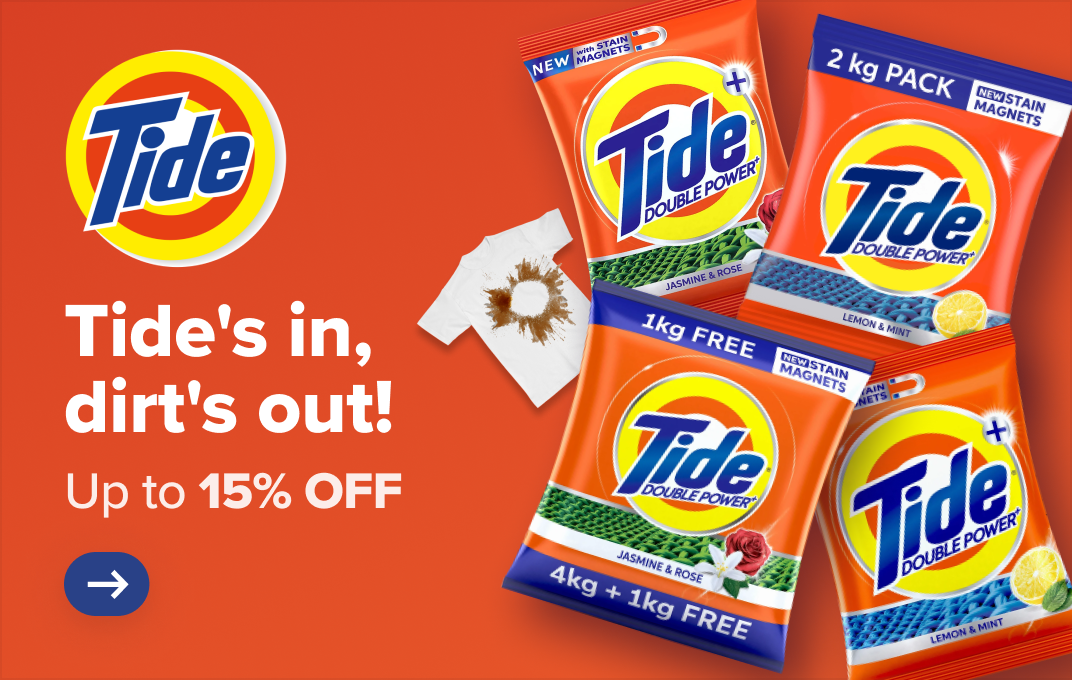 Tide
Tide's in,
dirt's out!
Up to 15% OFF
NEW with STAIN
MAGNETS
Tide
DOUBLE POWER+
JASMINE & ROSE
2 kg PACK
NEW STAIN
MAGNETS
Tide
DOUBLE POWER+
LEMON & MINT
1kg FREE
NEW STAIN
MAGNETS
Tide
DOUBLE POWER+
JASMINE & ROSE
4kg + 1kg FREE
Tide
DOUBLE POWER+
LEMON & MINT